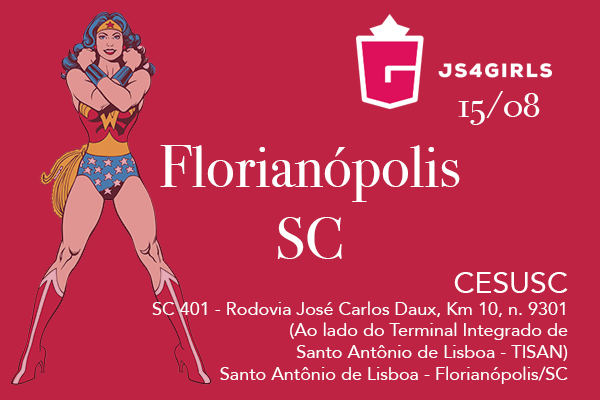 G
JS4GIRLS
15/08
Florianópolis
SC
CESUSC
SC 401 - Rodovia José Carlos Daux, Km 10, n. 9301
(Ao lado do Terminal Integrado de
Santo Antônio de Lisboa - TISAN)
Santo Antônio de Lisboa - Florianópolis/SC